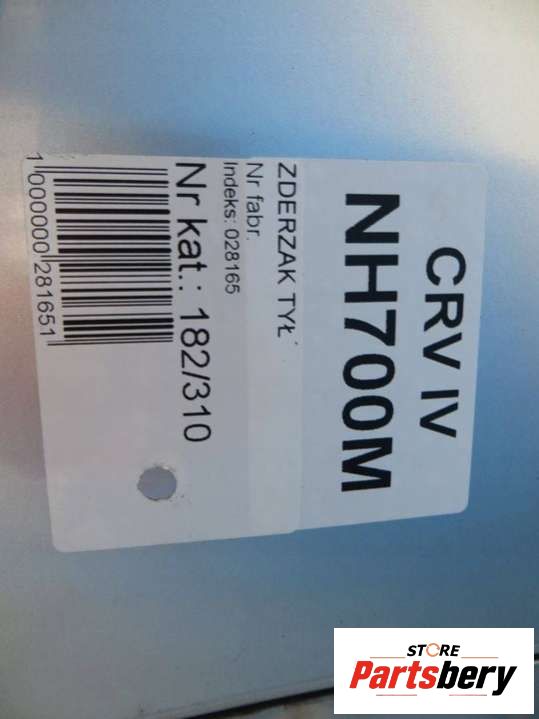 CRV IV
NH700M
ZDERZAK TYŁ
Nr fabr.
Indeks: 028165
Nr kat.: 182/310
1000000281651
STORE
Partsbery